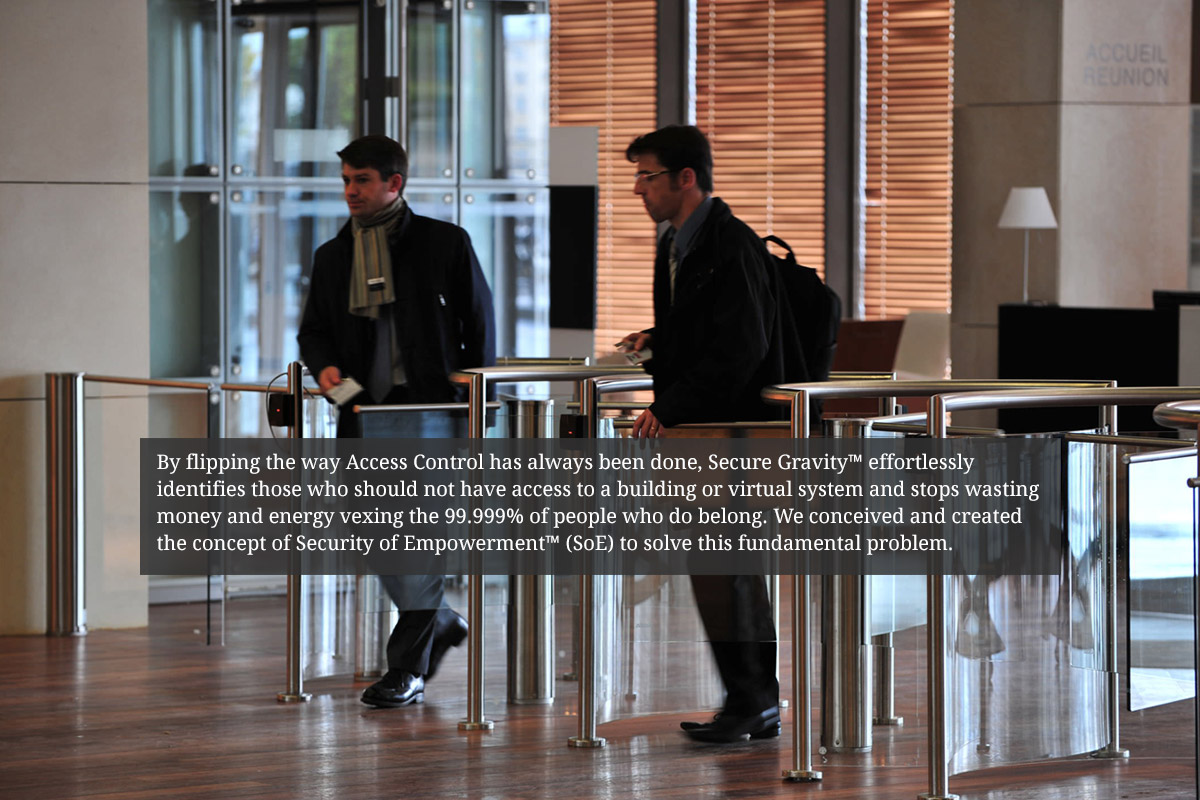 ACCUEIL
REUNION
By flipping the way Access Control has always been done, Secure Gravity™ effortlessly
identifies those who should not have access to a building or virtual system and stops wasting
money and energy vexing the 99.999% of people who do belong. We conceived and created
the concept of Security of Empowerment™ (SoE) to solve this fundamental problem.